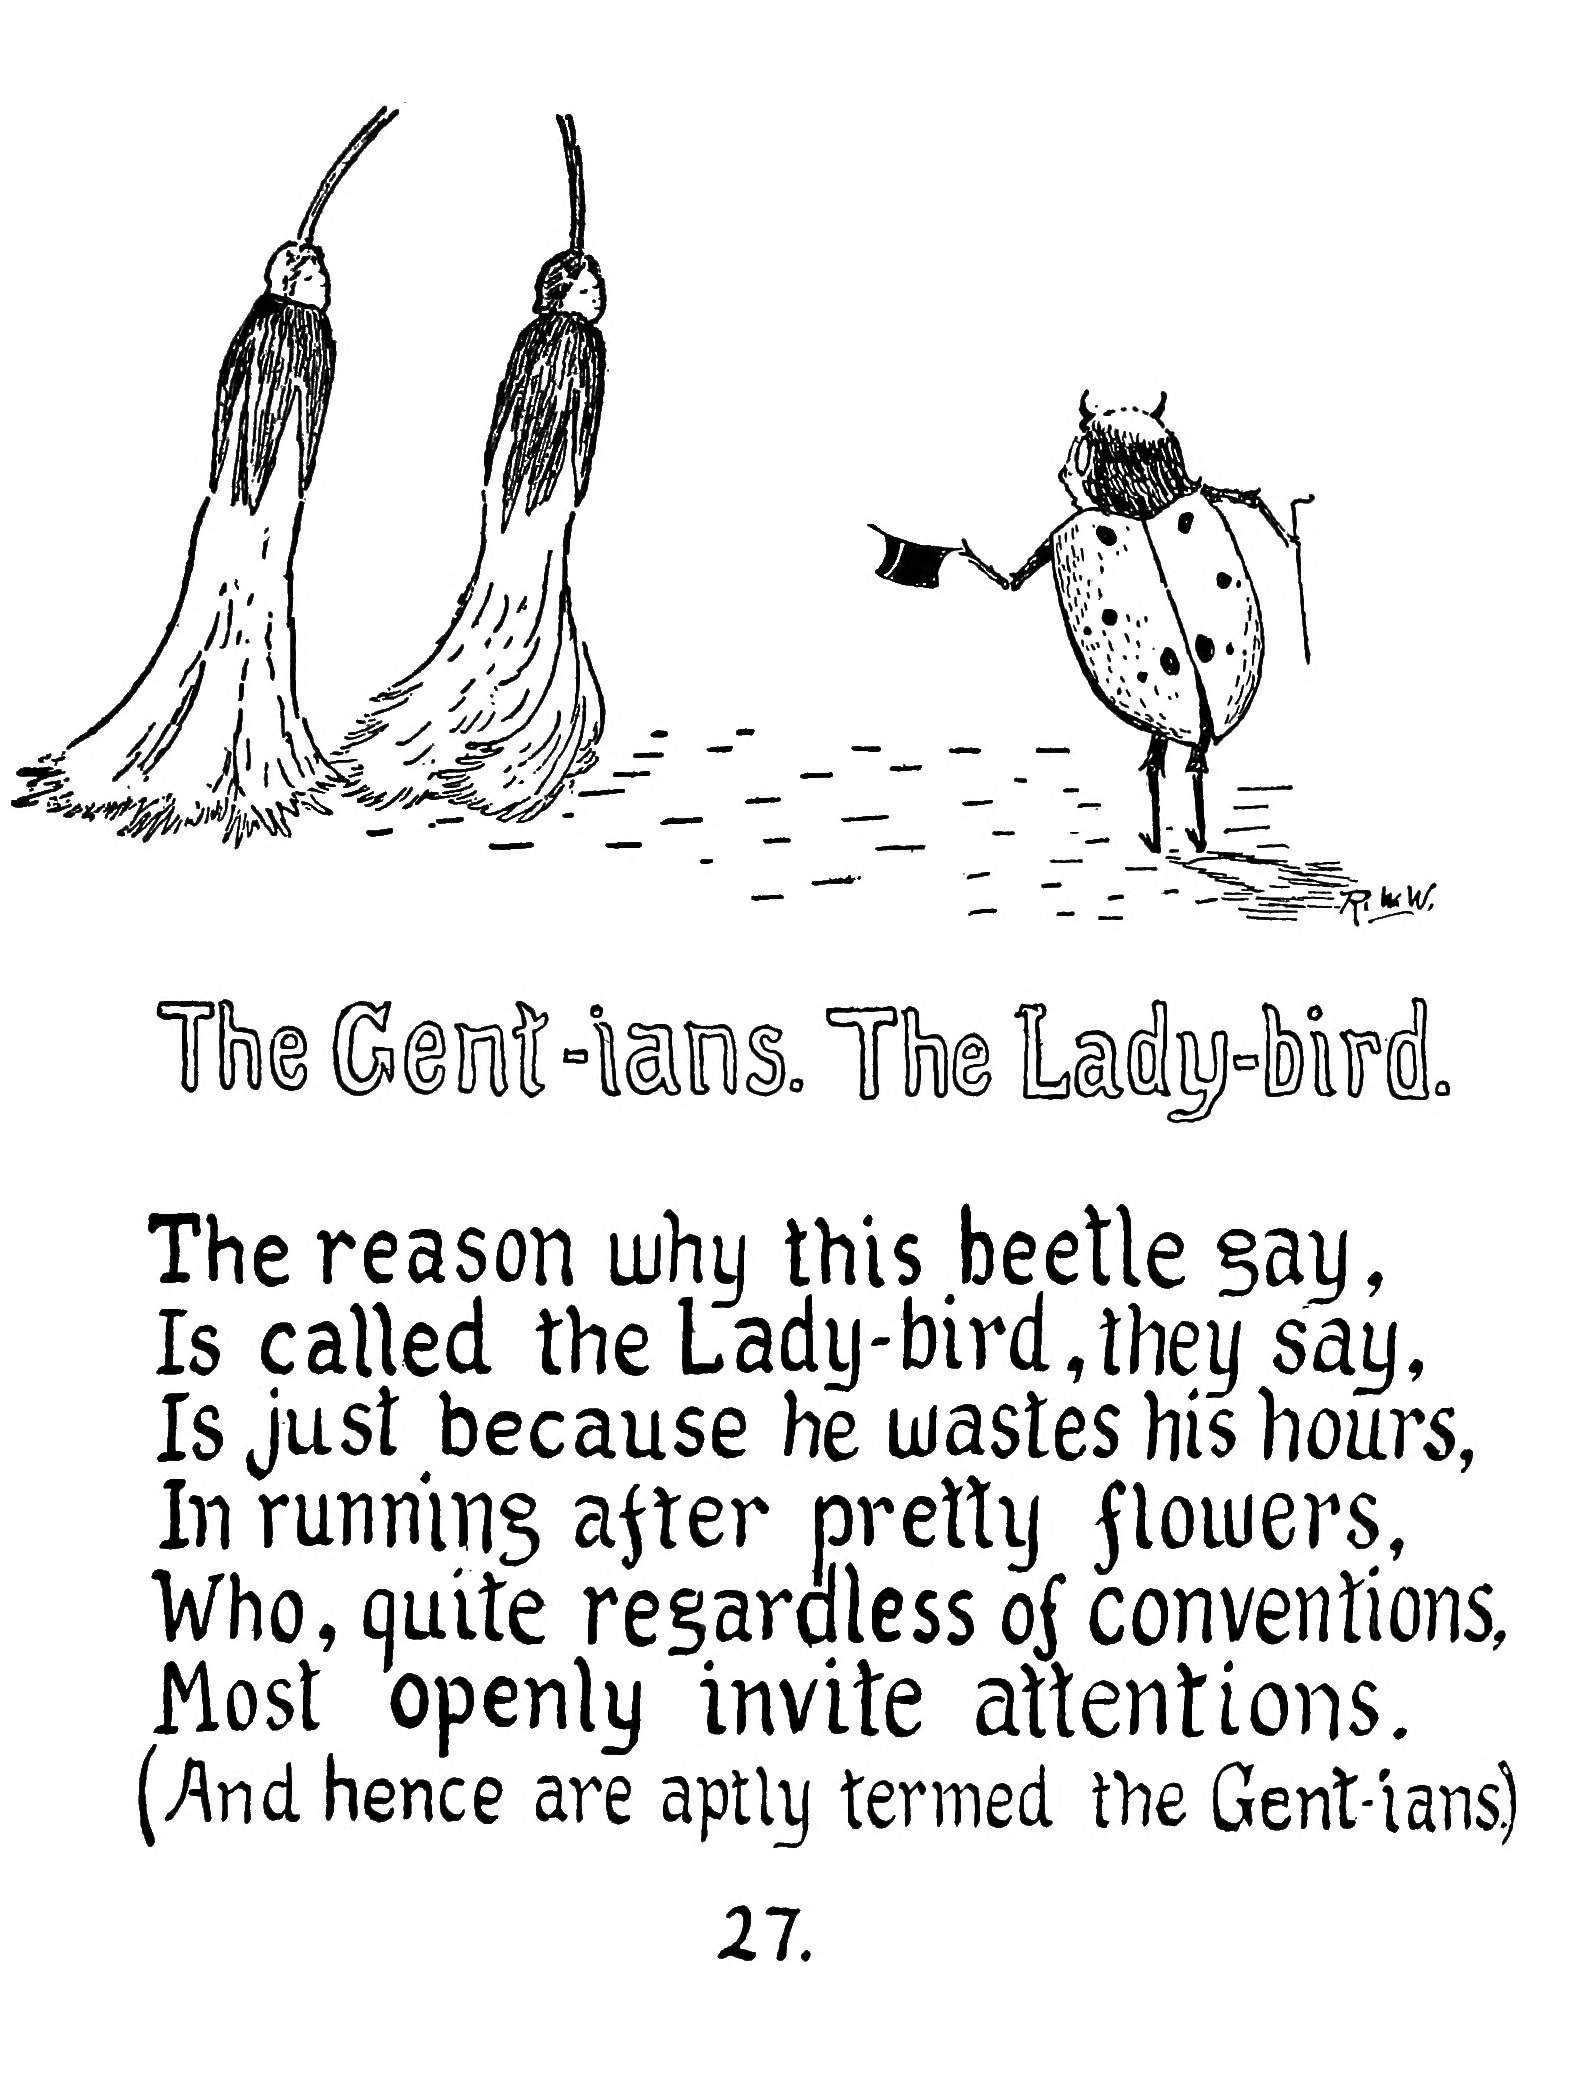 R. W. W.
The Gent-ians. The Lady-bird.
The reason why this beetle gay,
Is called the Lady-bird, they say,
Is just because he wastes his hours,
In running after pretty flowers,
Who, quite regardless of conventions,
Most openly invite attentions.
(And hence are aptly termed the Gent-ians.)
27.